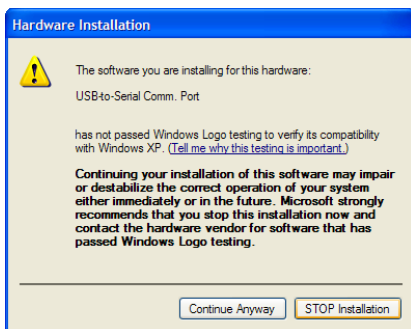 Hardware Installation
The software you are installing for this hardware:
USB-to-Serial Comm. Port
has not passed Windows Logo testing to verify its compatibility
with Windows XP. (Tell me why this testing is important.)
Continuing your installation of this software may impair
or destabilize the correct operation of your system
either immediately or in the future. Microsoft strongly
recommends that you stop this installation now and
contact the hardware vendor for software that has
passed Windows Logo testing.
Continue Anyway STOP Installation